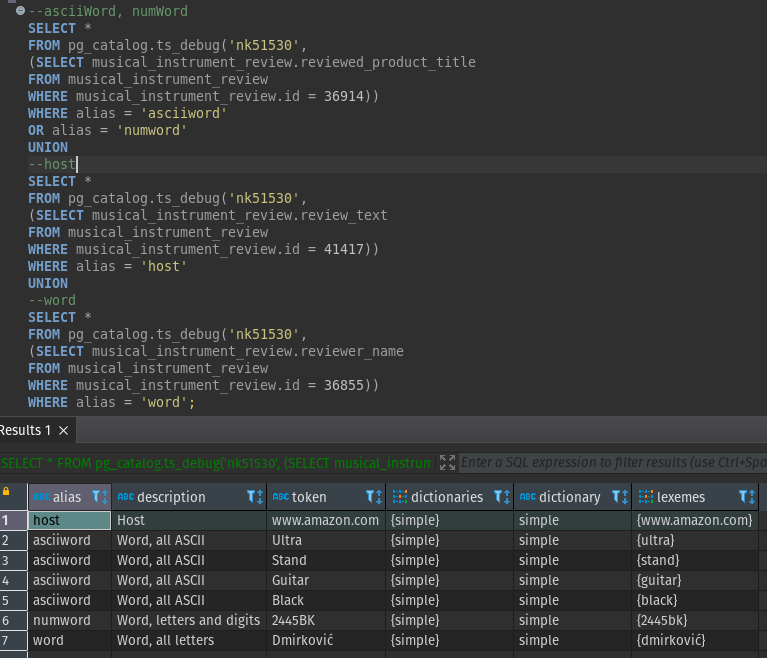 --asciiWord, numWord
SELECT *
FROM pg_catalog.ts_debug('nk51530',
(SELECT musical_instrument_review.reviewed_product_title
FROM musical_instrument_review
WHERE musical_instrument_review.id = 36914))
WHERE alias = 'asciiword'
OR alias = 'numword'
UNION
--host
SELECT *
FROM pg_catalog.ts_debug('nk51530',
(SELECT musical_instrument_review.review_text
FROM musical_instrument_review
WHERE musical_instrument_review.id = 41417))
WHERE alias = 'host'
UNION
--word
SELECT *
FROM pg_catalog.ts_debug('nk51530',
(SELECT musical_instrument_review.reviewer_name
FROM musical_instrument_review
WHERE musical_instrument_review.id = 36855))
WHERE alias = 'word';
Results 1 ×
SELECT * FROM pg_catalog.ts_debug('nk51530', (SELECT musical_instrum Enter a SQL expression to filter results (use Ctrl+Spa
ABC alias ABC description ABC token dictionaries ABC dictionary lexemes
1 host Host www.amazon.com {simple} simple {www.amazon.com}
2 asciiword Word, all ASCII Ultra {simple} simple {ultra}
3 asciiword Word, all ASCII Stand {simple} simple {stand}
4 asciiword Word, all ASCII Guitar {simple} simple {guitar}
5 asciiword Word, all ASCII Black {simple} simple {black}
6 numword Word, letters and digits 2445BK {simple} simple {2445bk}
7 word Word, all letters Dmirković {simple} simple {dmirković}